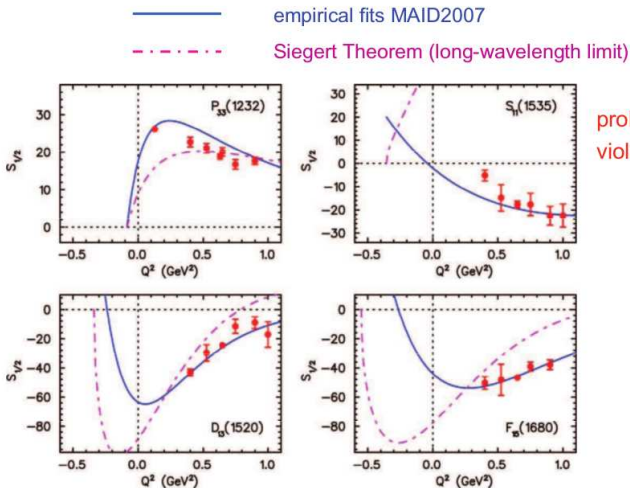 empirical fits MAID2007
Siegert Theorem (long-wavelength limit)
P33(1232)
S11(1535)
pro
viol
S1/2
30
20
10
0
−0.5 0.0 0.5 1.0
Q² (GeV²)
S1/2
30
20
10
0
−10
−20
−30
−0.5 0.0 0.5 1.0
Q² (GeV²)
S1/2
0
−20
−40
−60
−80
D13(1520)
−0.5 0.0 0.5 1.0
Q² (GeV²)
S1/2
0
−20
−40
−60
−80
F15(1680)
−0.5 0.0 0.5 1.0
Q² (GeV²)